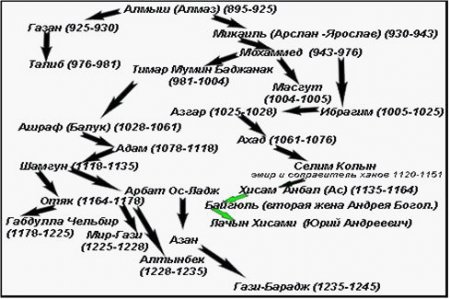 Алмыш (Алмаз) (895-925)
Газан (925-930)
Микаиль (Арслан -Ярослав) (930-943)
Мохаммед (943-976)
Талиб (976-981)
Тимар Мумин Баджанак
(981-1004)
Масгут
(1004-1005)
Ибрагим (1005-1025)
Азгар (1025-1028)
Ашраф (Балук) (1028-1061)
Ахад (1061-1076)
Адам (1078-1118)
Шамгун (1118-1135)
Селим Колын
эмир и соправитель ханов 1120-1151
Арбат Ос-Ладж
Хисам Анбал (Ас) (1135-1164)
Отяк (1164-1178)
Байгюль (вторая жена Андрея Богол.)
Габдулла Чельбир
(1178-1225)
Лачын Хисами (Юрий Андреевич)
Мир-Гази
(1225-1228)
Азан
Алтынбек
(1228-1235)
Гази-Барадж (1235-1245)